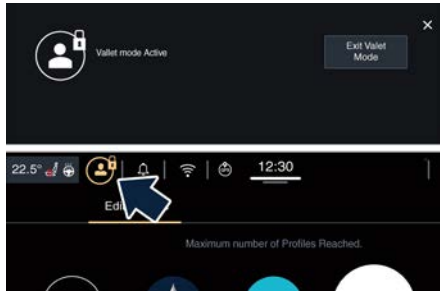 Vallet mode Active
Exit Valet
Mode
22.5°
12:30
Maximum number of Profiles Reached.